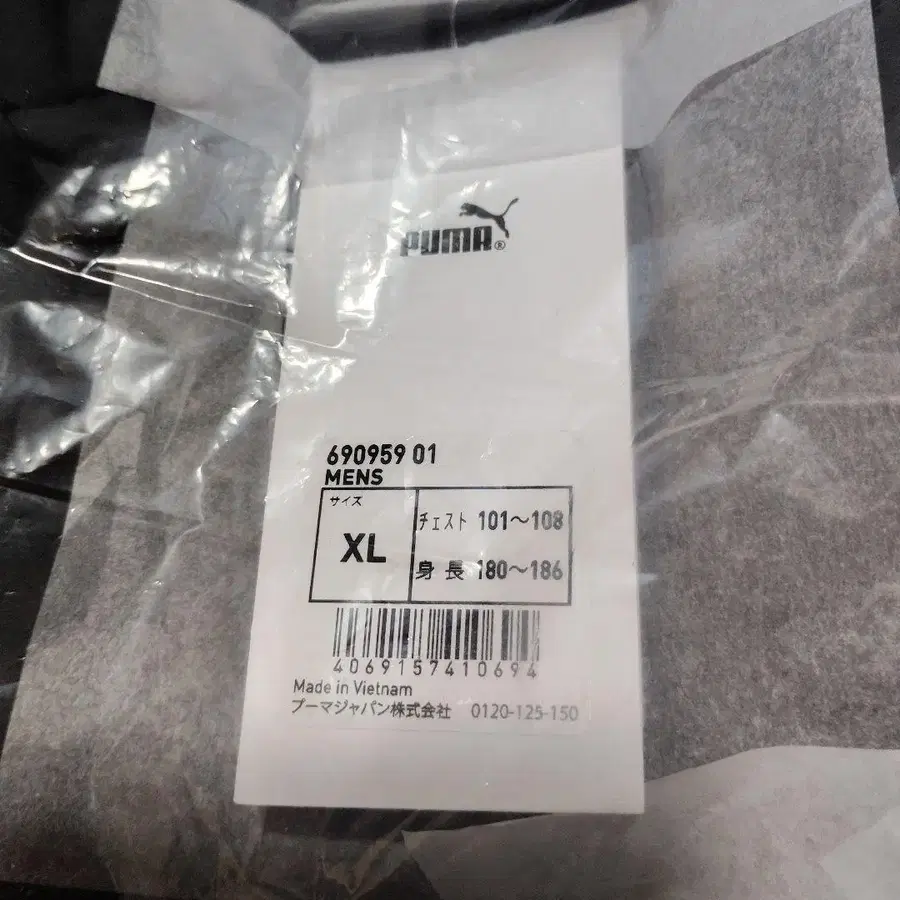 PUMA®
690959 01
MENS
サイズ
XL
チェスト 101～108
身長 180～186
4069157410694
Made in Vietnam
プーマジャパン株式会社 0120-125-150